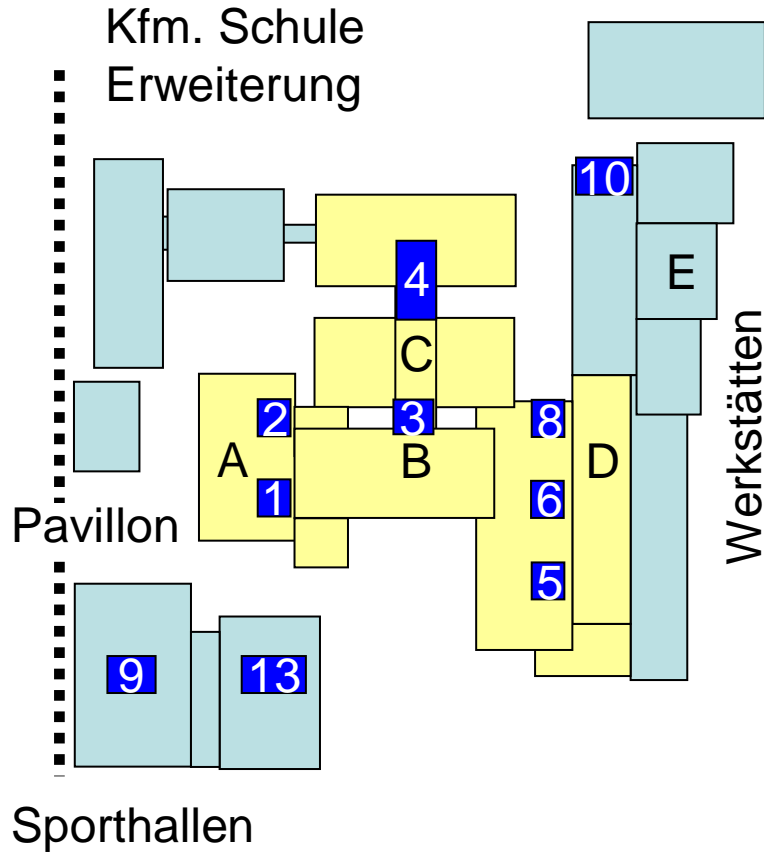 Kfm. Schule
Erweiterung
10
4
E
C
2
3
8
A
B
D
1
6
Werkstätten
Pavillon
5
9
13
Sporthallen